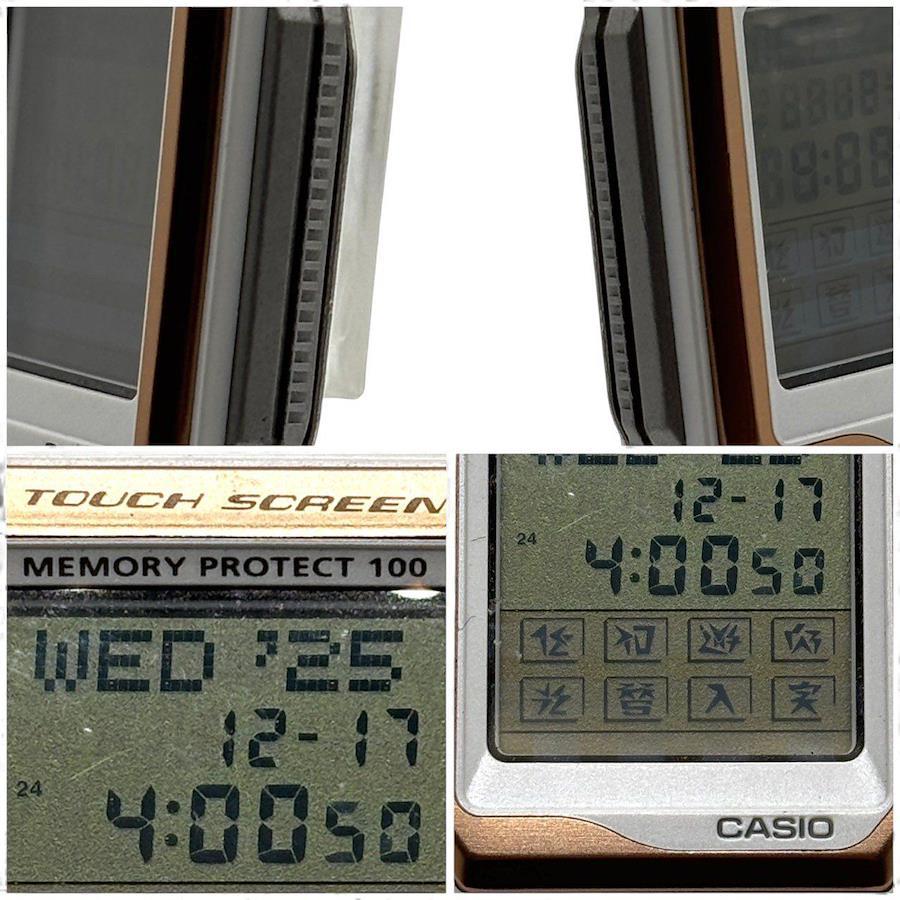 TOUCH SCREEN
MEMORY PROTECT 100
WED '25
12-17
24 4:00 50
12-17
24 4:00 50
入 実
CASIO